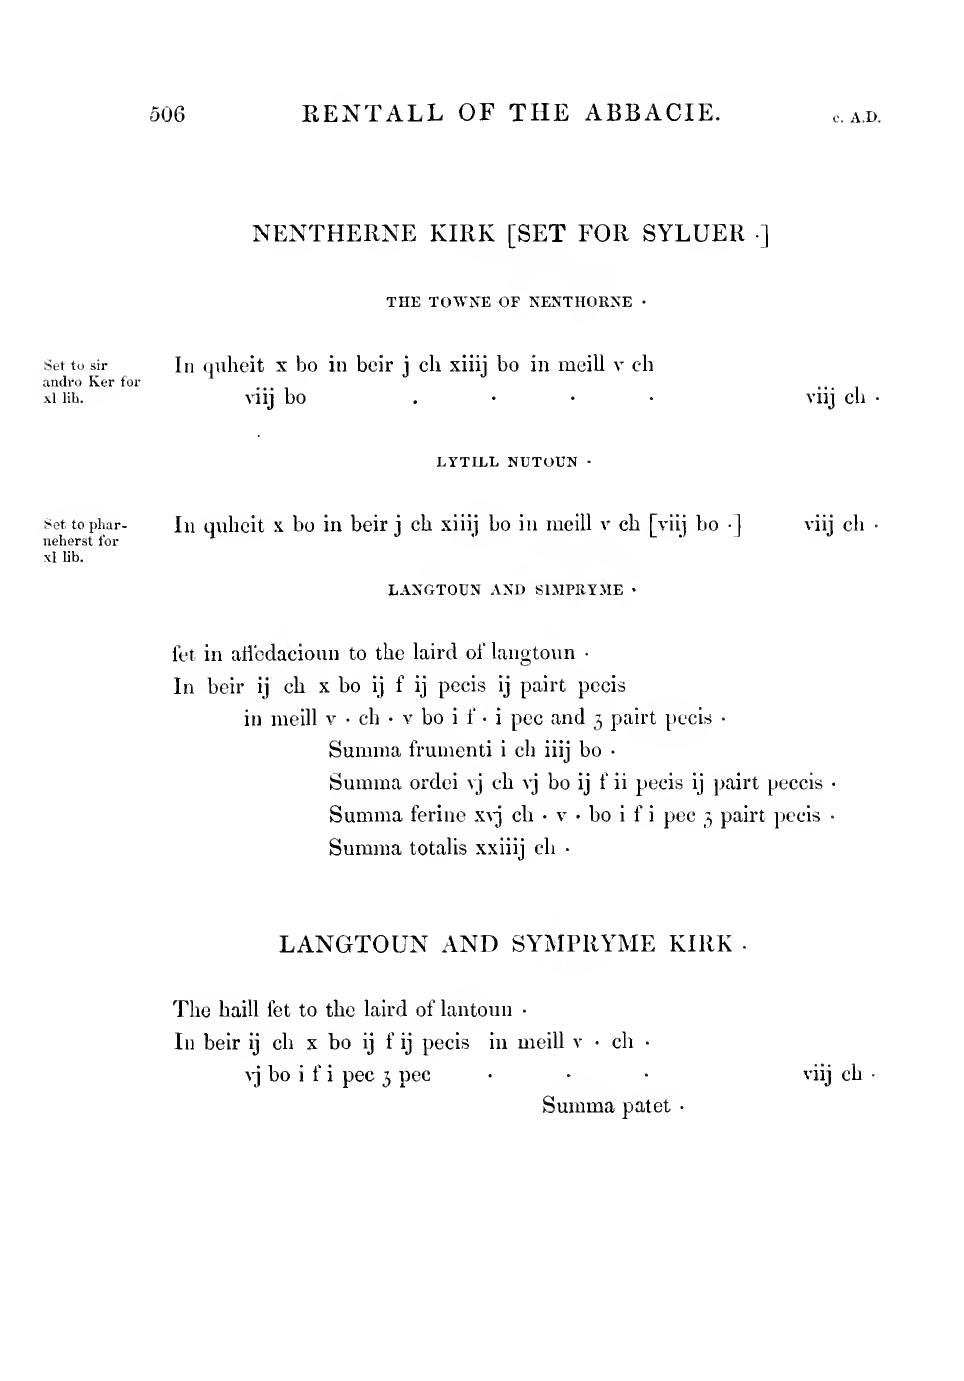 506 RENTALL OF THE ABBACIE. c. A.D.
NENTHERNE KIRK [SET FOR SYLUER ·]
THE TOWNE OF NENTHORNE ·
Set to sir
andro Ker for
xl lib.
In quheit x bo in beir j ch xiiij bo in meill v ch
viij bo . · · · viij ch ·
LYTILL NUTOUN ·
Set to phar-
neherst for
xl lib.
In quheit x bo in beir j ch xiiij bo in meill v ch [viij bo ·] viij ch ·
LANGTOUN AND SIMPRYME ·
ſet in aſſedacioun to the laird of langtoun ·
In beir ij ch x bo ij f ij pecis ij pairt pecis
in meill v · ch · v bo i f · i pec and ʒ pairt pecis ·
Summa frumenti i ch iiij bo ·
Summa ordei vj ch vj bo ij f ii pecis ij pairt peccis ·
Summa ferine xvj ch · v · bo i f i pec ʒ pairt pecis ·
Summa totalis xxiiij ch ·
LANGTOUN AND SYMPRYME KIRK ·
The haill ſet to the laird of lantoun ·
In beir ij ch x bo ij f ij pecis in meill v · ch ·
vj bo i f i pec ʒ pec · · · viij ch ·
Summa patet ·